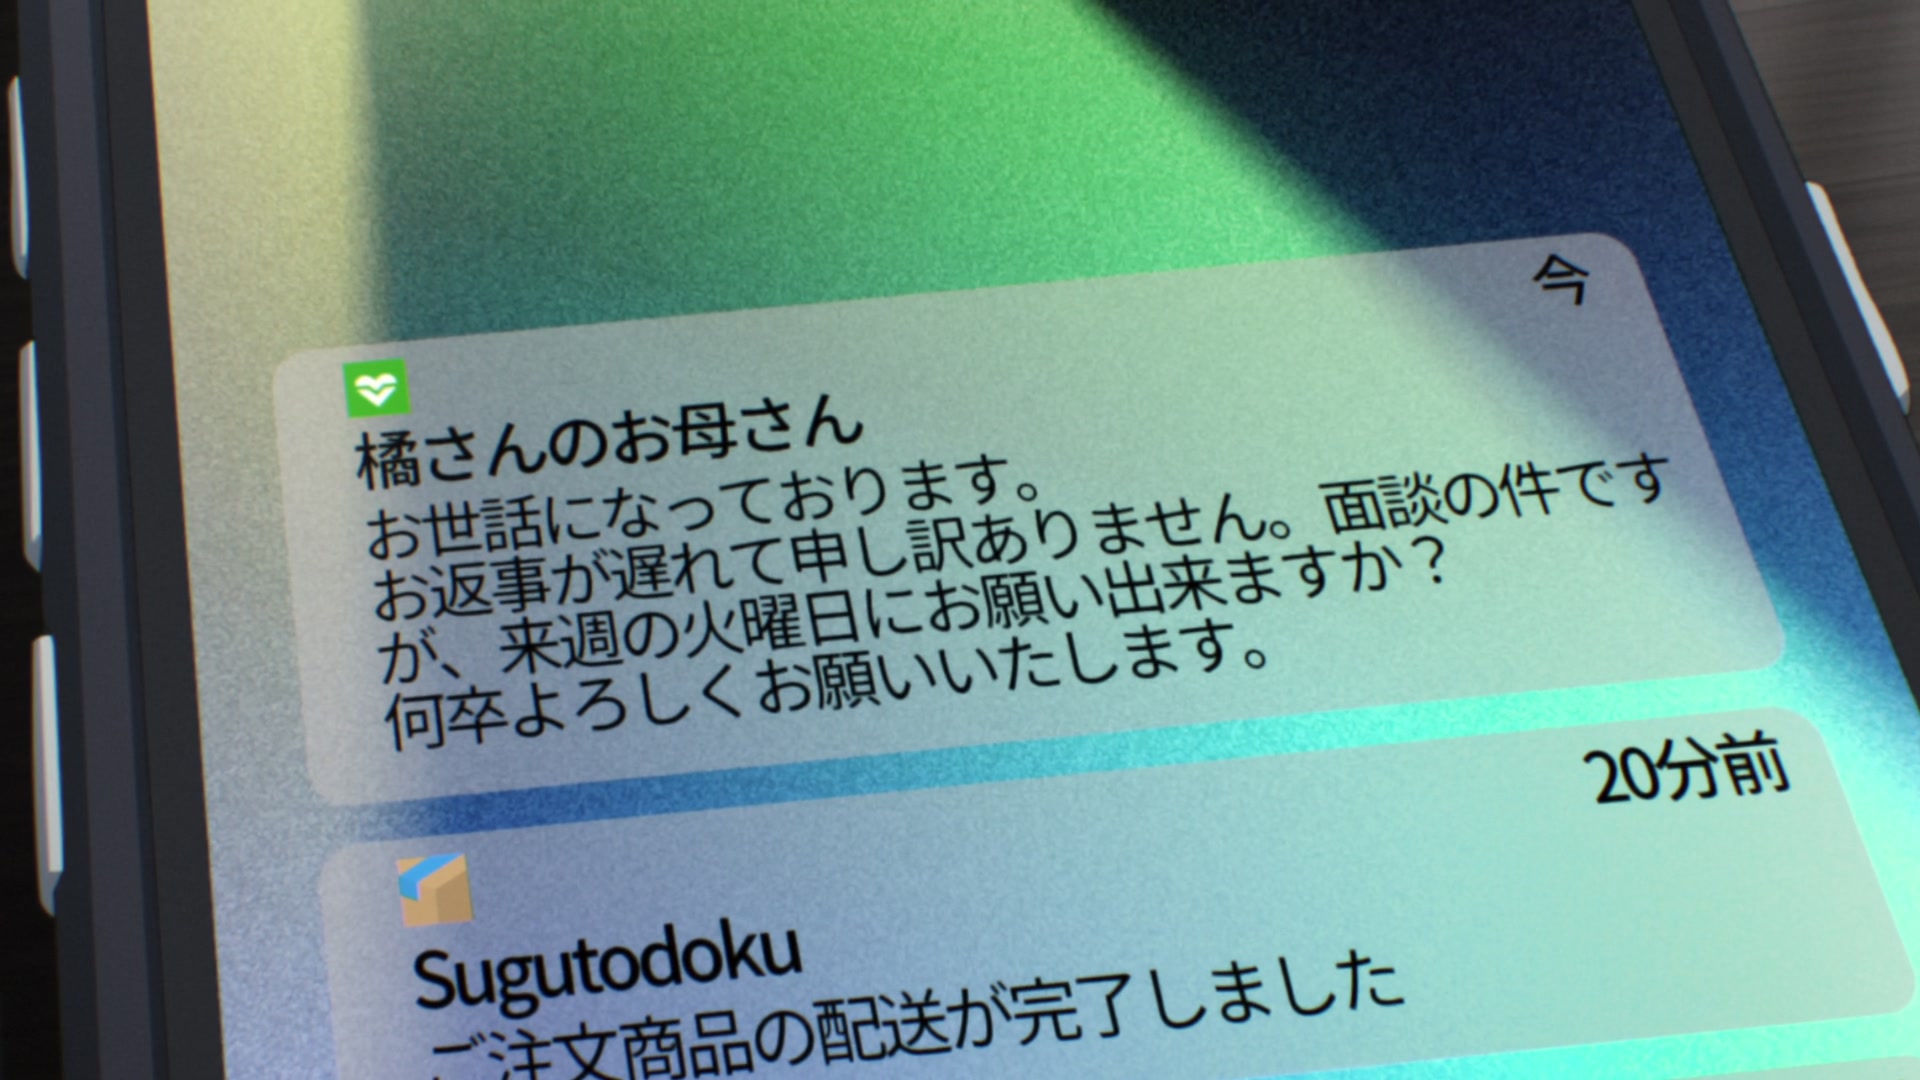 今
橘さんのお母さん
お世話になっております。
お返事が遅れて申し訳ありません。面談の件です
が、来週の火曜日にお願い出来ますか？
何卒よろしくお願いいたします。
20分前
Sugutodoku
ご注文商品の配送が完了しました